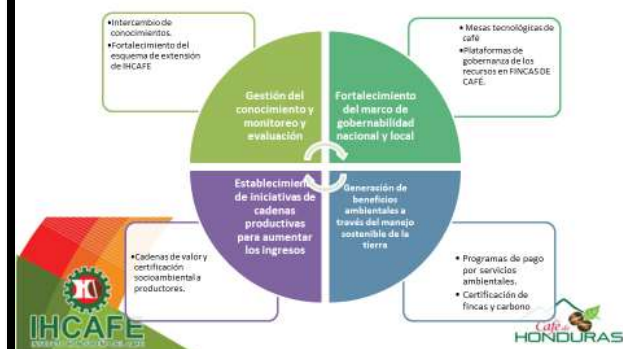 •Intercambio de
conocimientos.
•Fortalecimiento del
esquema de extensión
de IHCAFE
• Mesas tecnológicas de
café
•Plataformas de
gobernanza de los
recursos en FINCAS DE
CAFÉ.
Gestión del
conocimiento y
monitoreo y
evaluación
Fortalecimiento
del marco de
gobernabilidad
nacional y local
Establecimiento
de iniciativas de
cadenas
productivas
para aumentar
los ingresos
Generación de
beneficios
ambientales a
través del manejo
sostenible de la
tierra
•Cadenas de valor y
certificación
socioambiental a
productores.
• Programas de pago
por servicios
ambientales.
• Certificación de
fincas y carbono
IHCAFE
INSTITUTO HONDUREÑO DEL CAFÉ
Café de
HONDURAS